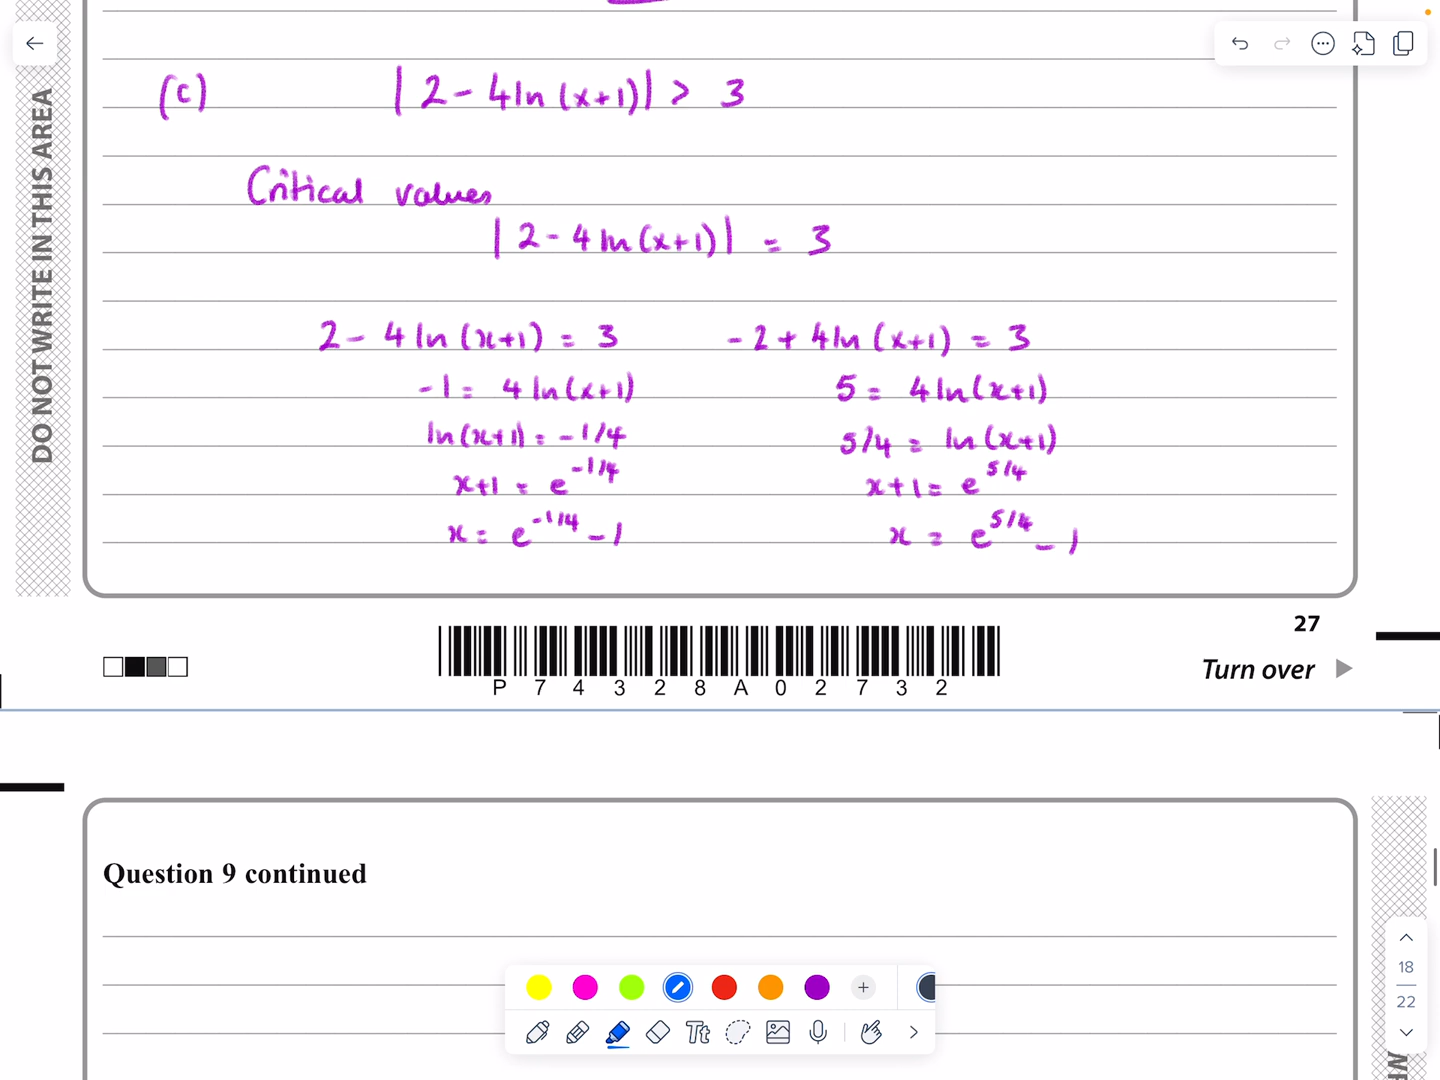 (c) |2 - 4ln(x+1)| > 3
Critical values
|2 - 4ln(x+1)| = 3
2 - 4ln(x+1) = 3
-1 = 4ln(x+1)
ln(x+1) = -1/4
x+1 = e^{-1/4}
x = e^{-1/4} - 1
-2 + 4ln(x+1) = 3
5 = 4ln(x+1)
5/4 = ln(x+1)
x+1 = e^{5/4}
x = e^{5/4} - 1
DO NOT WRITE IN THIS AREA
27
P 7 4 3 2 8 A 0 2 7 3 2
Turn over
Question 9 continued
18
22
Tt